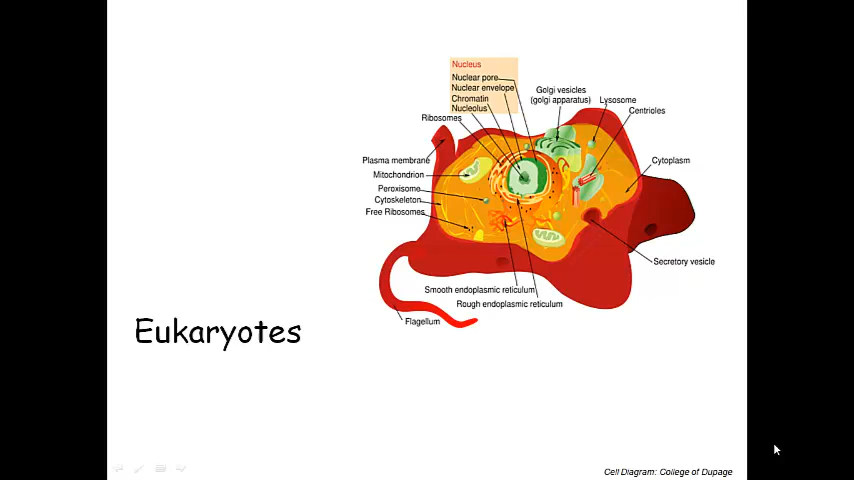 Nucleus
Nuclear pore
Nuclear envelope
Chromatin
Nucleolus
Ribosomes
Golgi vesicles
(golgi apparatus)
Lysosome
Centrioles
Plasma membrane
Mitochondrion
Peroxisome
Cytoskeleton
Free Ribosomes
Cytoplasm
Secretory vesicle
Smooth endoplasmic reticulum
Rough endoplasmic reticulum
Flagellum
Eukaryotes
Cell Diagram: College of Dupage